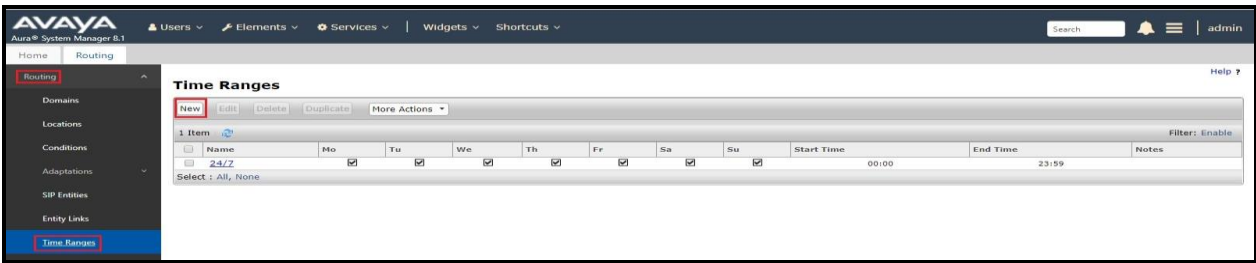 AVAYA
Aura® System Manager 8.1
Users Elements Services | Widgets Shortcuts Search admin
Home Routing
Routing
Domains
Locations
Conditions
Adaptations
SIP Entities
Entity Links
Time Ranges
Help ?
Time Ranges
New Edit Delete Duplicate More Actions
1 Item Filter: Enable
Name Mo Tu We Th Fr Sa Su Start Time End Time Notes
24/7 00:00 23:59
Select : All, None